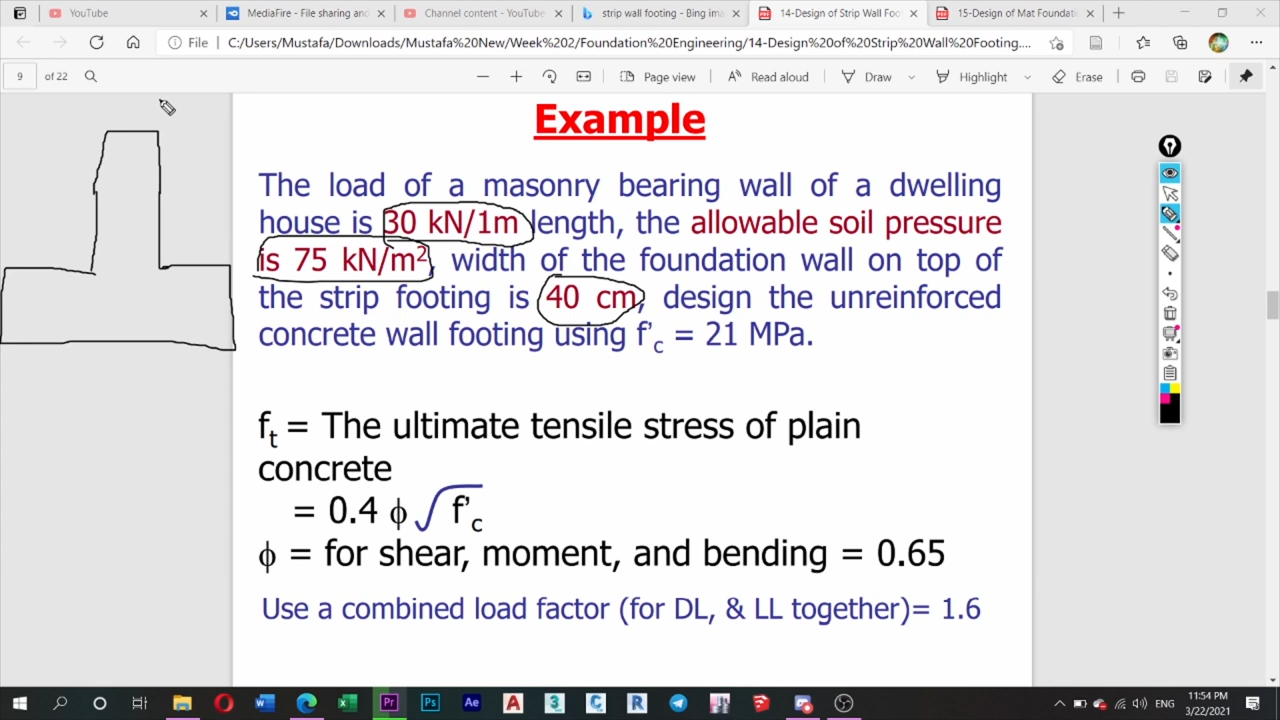 YouTube
MediaFire - File sharing and
Channel content - YouTube
strip wall footing - Bing ima
14-Design of Strip Wall Foo
15-Design of Mat Foundati
File
C:/Users/Mustafa/Downloads/Mustafa%20New/Week%202/Foundation%20Engineering/14-Design%20of%20Strip%20Wall%20Footing....
9 of 22
Page view
Read aloud
Draw
Highlight
Erase
Example
The load of a masonry bearing wall of a dwelling
house is 30 kN/1m length, the allowable soil pressure
is 75 kN/m², width of the foundation wall on top of
the strip footing is 40 cm, design the unreinforced
concrete wall footing using f’c = 21 MPa.
ft = The ultimate tensile stress of plain
concrete
= 0.4 ϕ √ f’c
ϕ = for shear, moment, and bending = 0.65
Use a combined load factor (for DL, & LL together)= 1.6
ENG
11:54 PM
3/22/2021